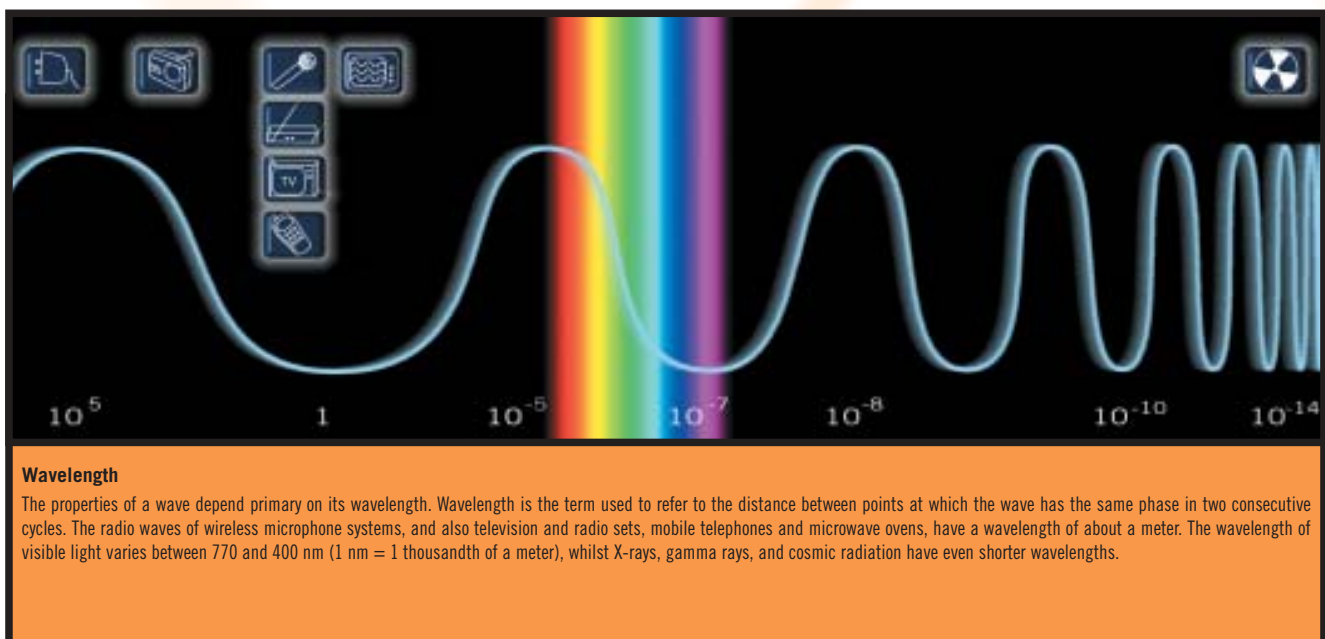 TV
10⁵ 1 10⁻⁵ 10⁻⁷ 10⁻⁸ 10⁻¹⁰ 10⁻¹⁴
Wavelength
The properties of a wave depend primary on its wavelength. Wavelength is the term used to refer to the distance between points at which the wave has the same phase in two consecutive
cycles. The radio waves of wireless microphone systems, and also television and radio sets, mobile telephones and microwave ovens, have a wavelength of about a meter. The wavelength of
visible light varies between 770 and 400 nm (1 nm = 1 thousandth of a meter), whilst X-rays, gamma rays, and cosmic radiation have even shorter wavelengths.